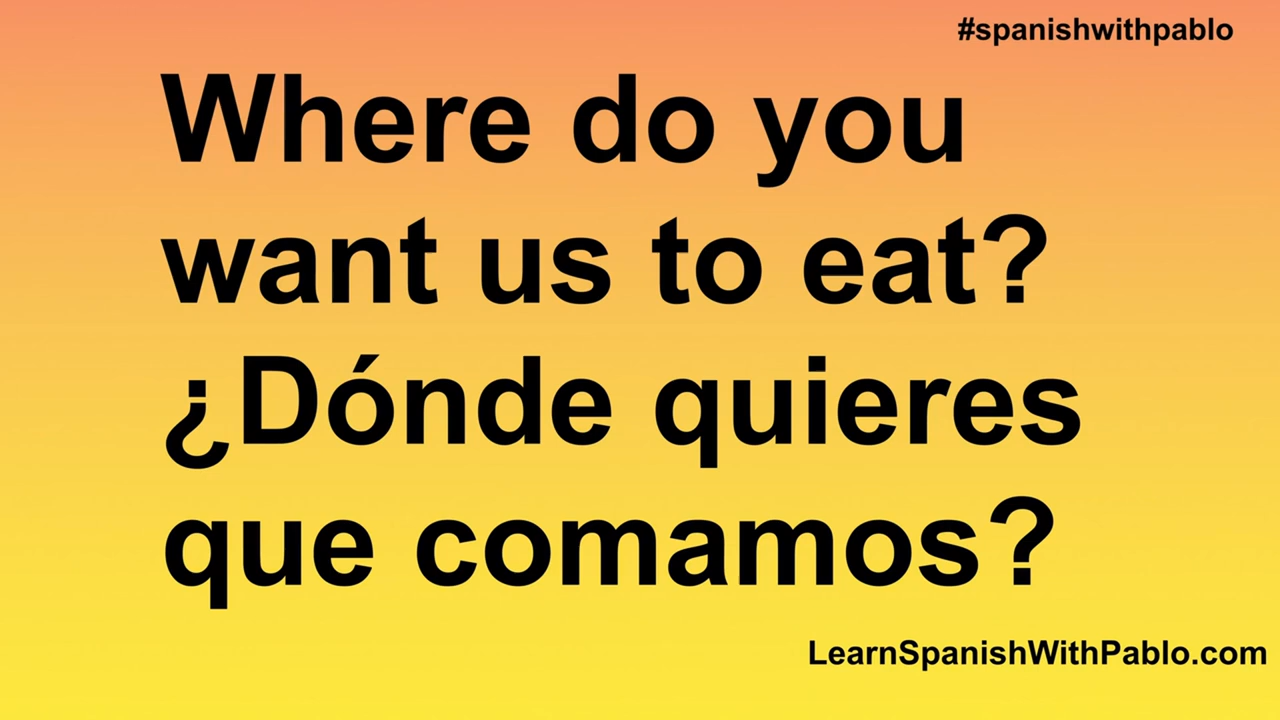 #spanishwithpablo
Where do you
want us to eat?
¿Dónde quieres
que comamos?
LearnSpanishWithPablo.com